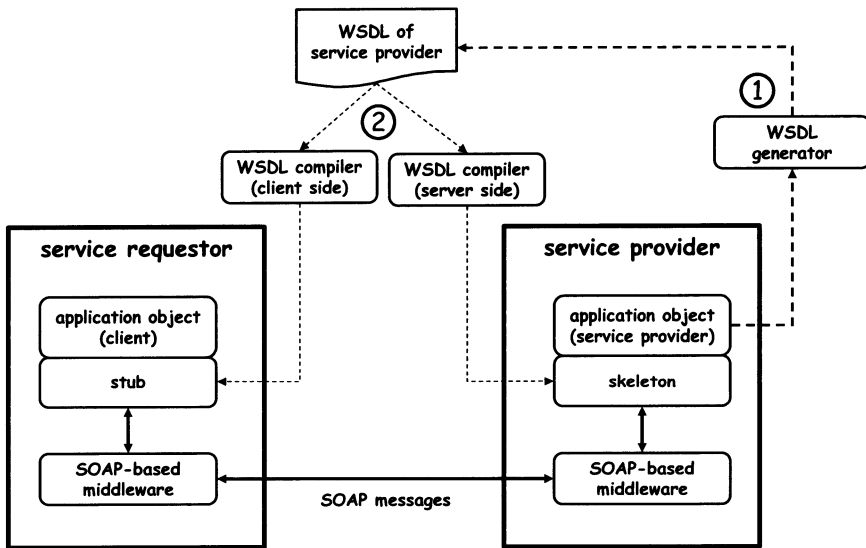 WSDL of
service provider
1
2
WSDL
generator
WSDL compiler
(client side)
WSDL compiler
(server side)
service requestor
service provider
application object
(client)
application object
(service provider)
stub
skeleton
SOAP-based
middleware
SOAP-based
middleware
SOAP messages